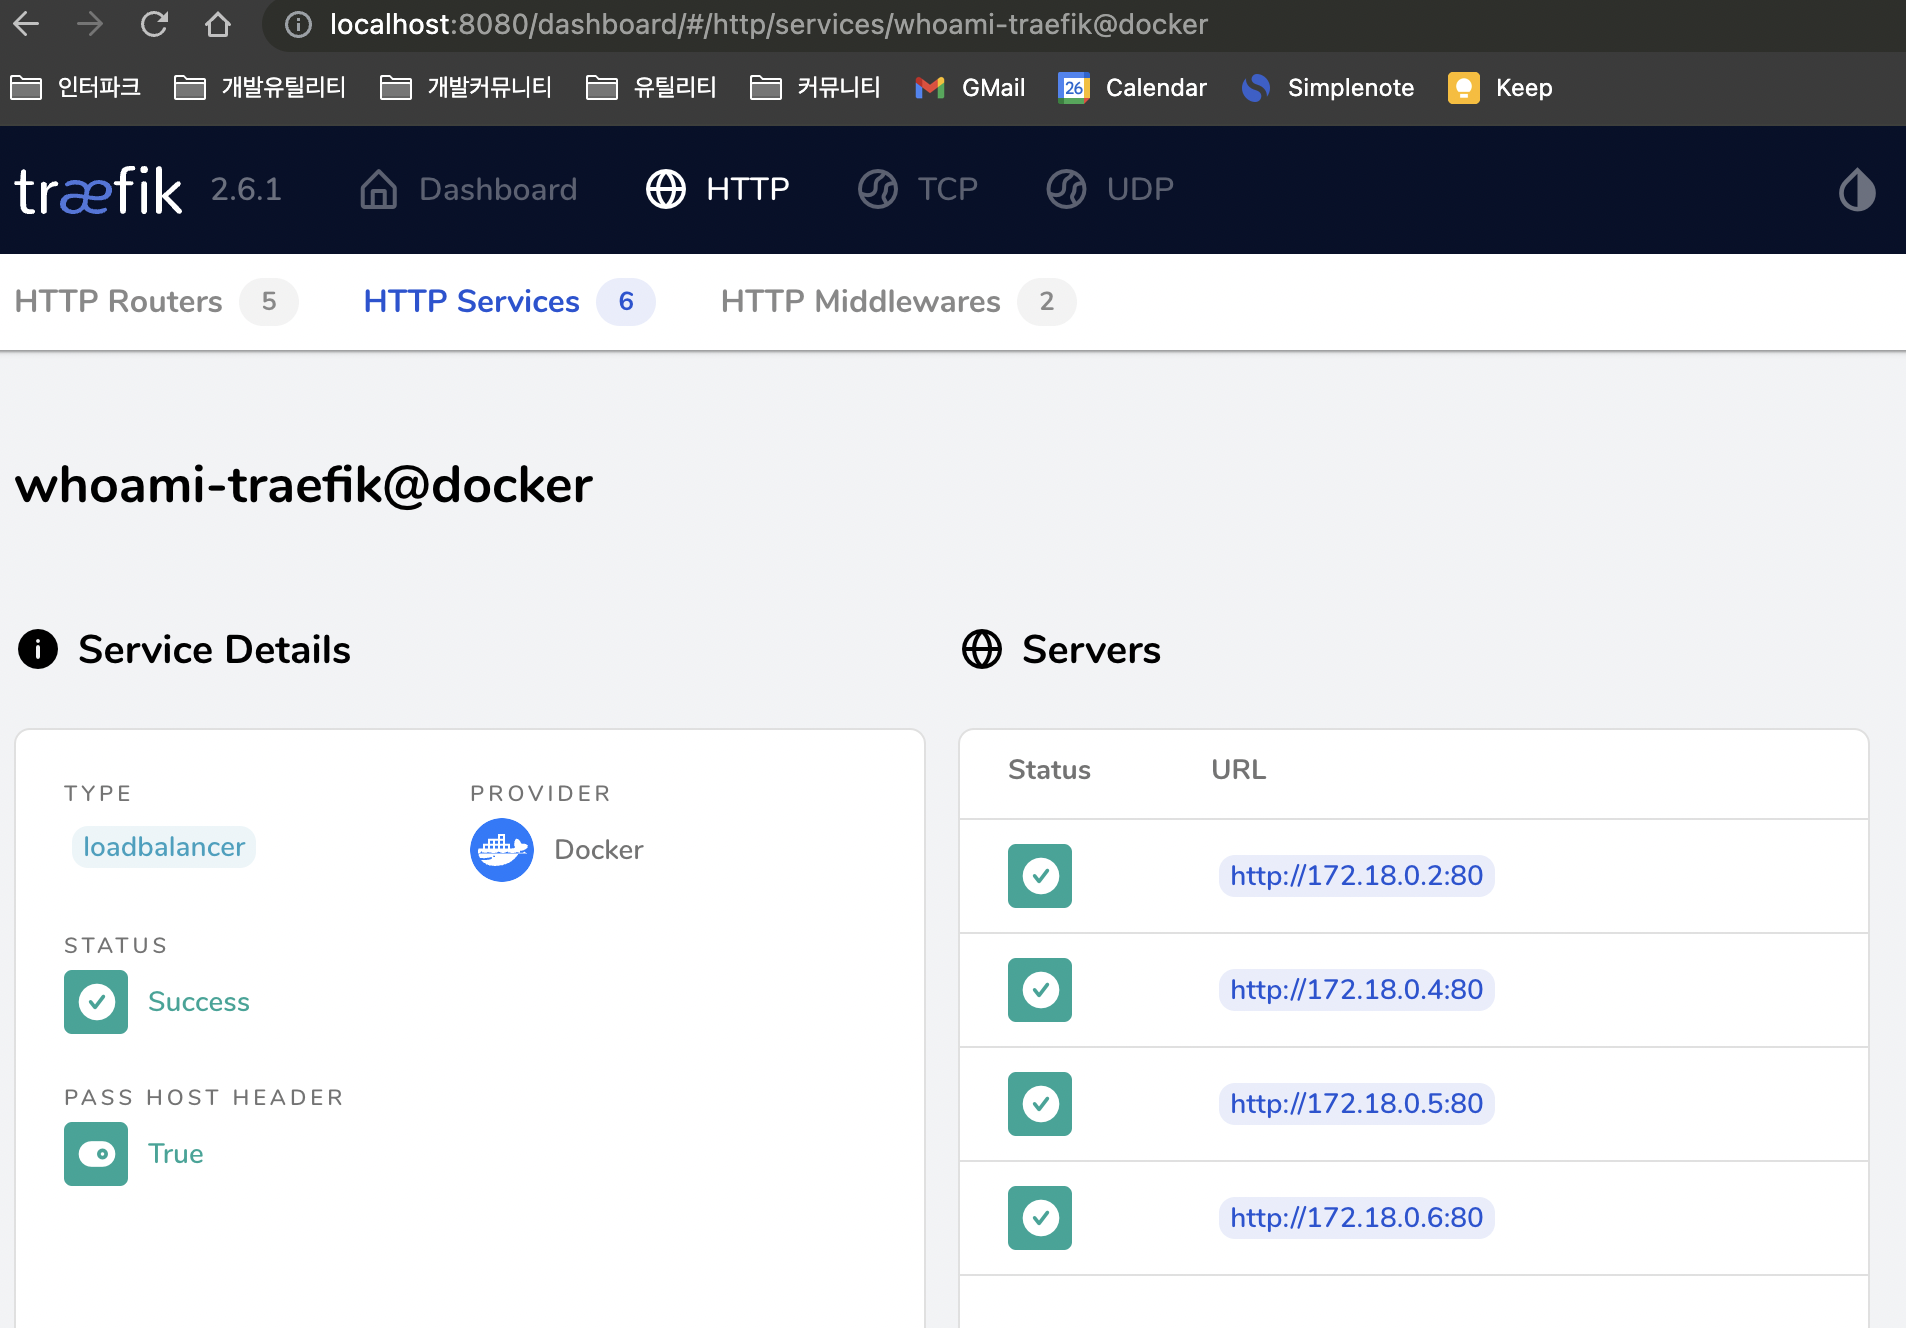 localhost:8080/dashboard/#/http/services/whoami-traefik@docker
인터파크 개발유틸리티 개발커뮤니티 유틸리티 커뮤니티 GMail 26 Calendar Simplenote Keep
træfik 2.6.1 Dashboard HTTP TCP UDP
HTTP Routers 5 HTTP Services 6 HTTP Middlewares 2
whoami-traefik@docker
Service Details
TYPE PROVIDER
loadbalancer Docker
STATUS
Success
PASS HOST HEADER
True
Servers
Status URL
http://172.18.0.2:80
http://172.18.0.4:80
http://172.18.0.5:80
http://172.18.0.6:80